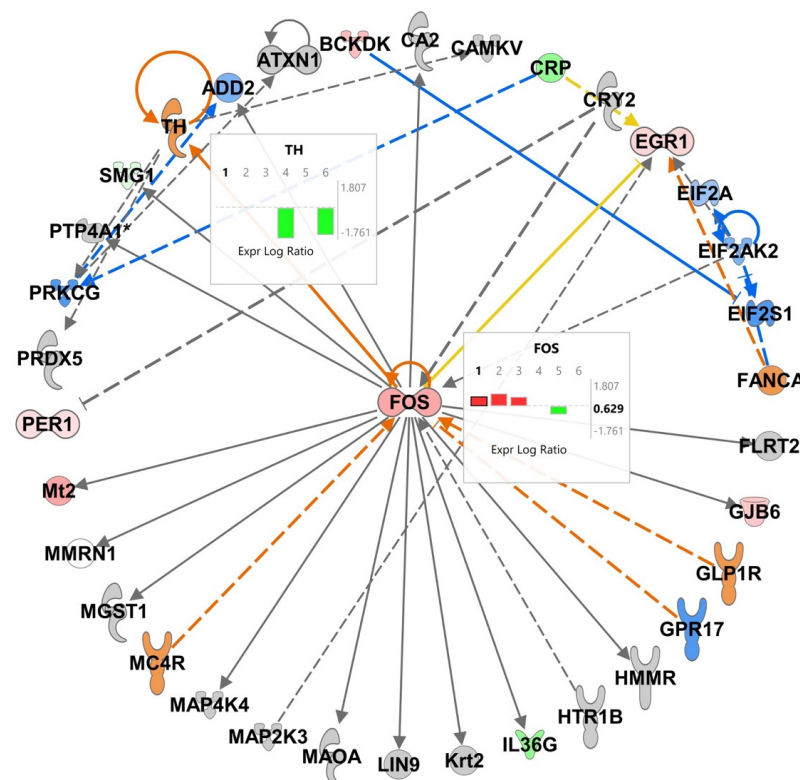 BCKDK
CA2
CAMKV
ATXN1
CRP
ADD2
CRY2
TH
EGR1
SMG1
EIF2A
PTP4A1*
EIF2AK2
PRKCG
EIF2S1
PRDX5
FANCA
PER1
FOS
FLRT2
Mt2
GJB6
MMRN1
GLP1R
MGST1
GPR17
MC4R
HMMR
MAP4K4
HTR1B
MAP2K3
IL36G
MAOA
LIN9
Krt2
TH
1 2 3 4 5 6
1.807
-1.761
Expr Log Ratio
FOS
1 2 3 4 5 6
1.807
0.629
-1.761
Expr Log Ratio